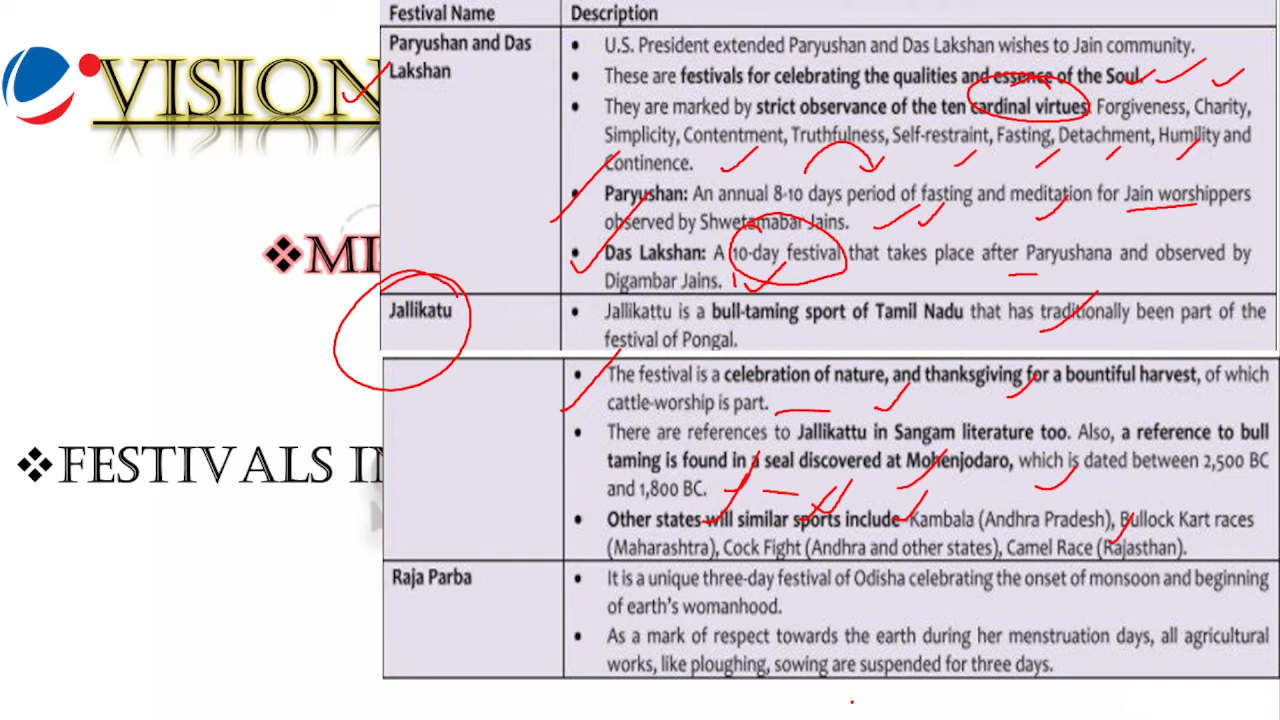 VISION
❖MI
❖FESTIVALS IN
Festival Name
Description
Paryushan and Das
Lakshan
• U.S. President extended Paryushan and Das Lakshan wishes to Jain community.
• These are festivals for celebrating the qualities and essence of the Soul.
• They are marked by strict observance of the ten cardinal virtues: Forgiveness, Charity,
Simplicity, Contentment, Truthfulness, Self-restraint, Fasting, Detachment, Humility and
Continence.
• Paryushan: An annual 8-10 days period of fasting and meditation for Jain worshippers
observed by Shwetamabar Jains.
• Das Lakshan: A 10-day festival that takes place after Paryushana and observed by
Digambar Jains.
Jallikatu
• Jallikattu is a bull-taming sport of Tamil Nadu that has traditionally been part of the
festival of Pongal.
• The festival is a celebration of nature, and thanksgiving for a bountiful harvest, of which
cattle-worship is part.
• There are references to Jallikattu in Sangam literature too. Also, a reference to bull
taming is found in a seal discovered at Mohenjodaro, which is dated between 2,500 BC
and 1,800 BC.
• Other states will similar sports include- Kambala (Andhra Pradesh), Bullock Kart races
(Maharashtra), Cock Fight (Andhra and other states), Camel Race (Rajasthan).
Raja Parba
• It is a unique three-day festival of Odisha celebrating the onset of monsoon and beginning
of earth's womanhood.
• As a mark of respect towards the earth during her menstruation days, all agricultural
works, like ploughing, sowing are suspended for three days.